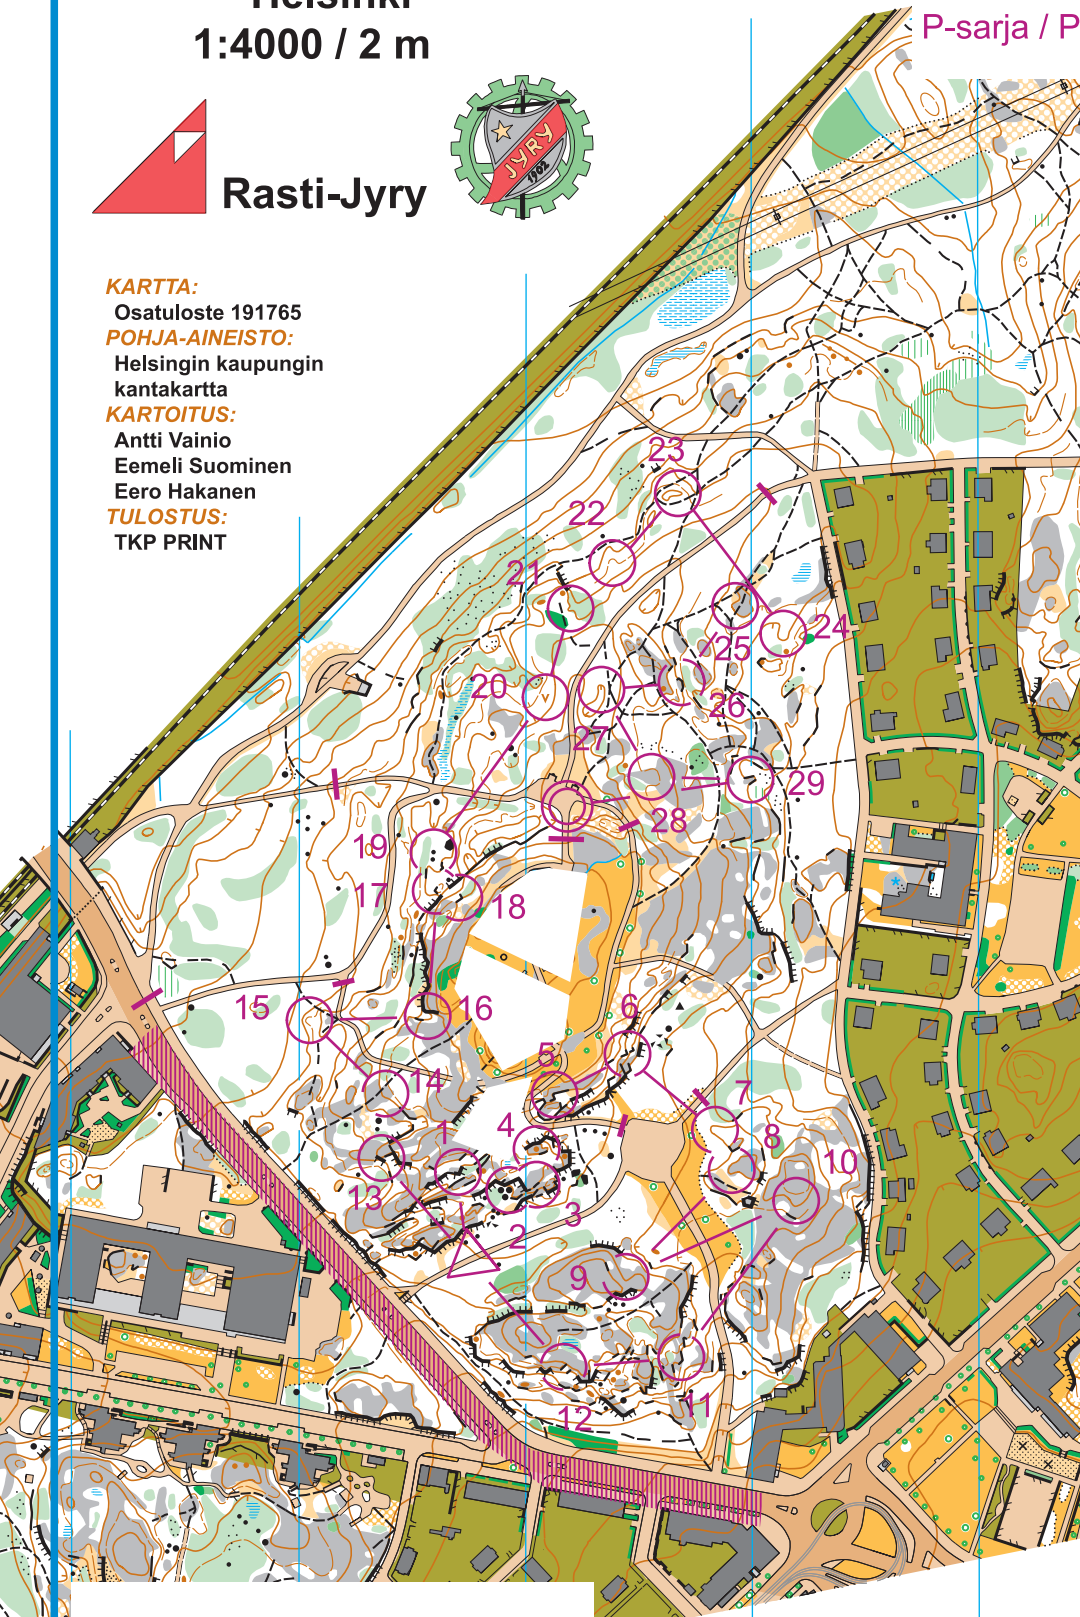 Helsinki
1:4000 / 2 m
P-sarja / P
JYRY
1902
Rasti-Jyry
KARTTA:
Osatuloste 191765
POHJA-AINEISTO:
Helsingin kaupungin
kantakartta
KARTOITUS:
Antti Vainio
Eemeli Suominen
Eero Hakanen
TULOSTUS:
TKP PRINT
23
22
21
24
25
20
26
27
29
28
19
17
18
15
16
6
5
14
7
4
1
8
10
13
3
2
9
11
12